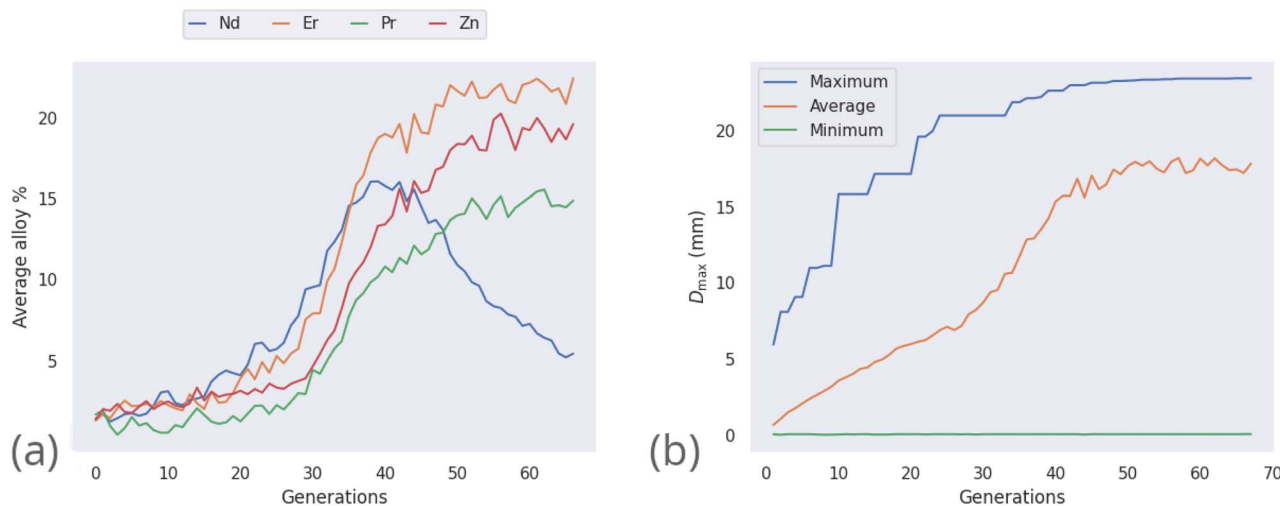 Nd Er Pr Zn
Average alloy %
20
15
10
5
0 10 20 30 40 50 60
Generations
(a)
Maximum
Average
Minimum
Dmax (mm)
20
15
10
5
0
0 10 20 30 40 50 60 70
Generations
(b)